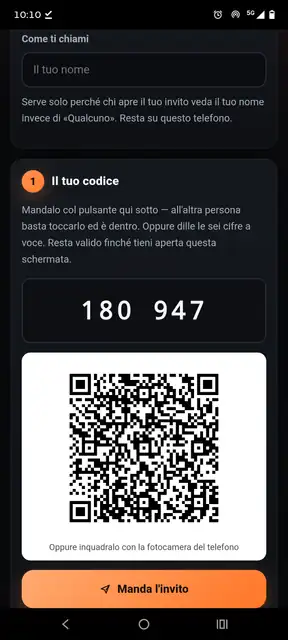 10:10
5G
Come ti chiami
Il tuo nome
Serve solo perché chi apre il tuo invito veda il tuo nome
invece di «Qualcuno». Resta su questo telefono.
1 Il tuo codice
Mandalo col pulsante qui sotto — all'altra persona
basta toccarlo ed è dentro. Oppure dille le sei cifre a
voce. Resta valido finché tieni aperta questa
schermata.
180 947
Oppure inquadralo con la fotocamera del telefono
Manda l'invito